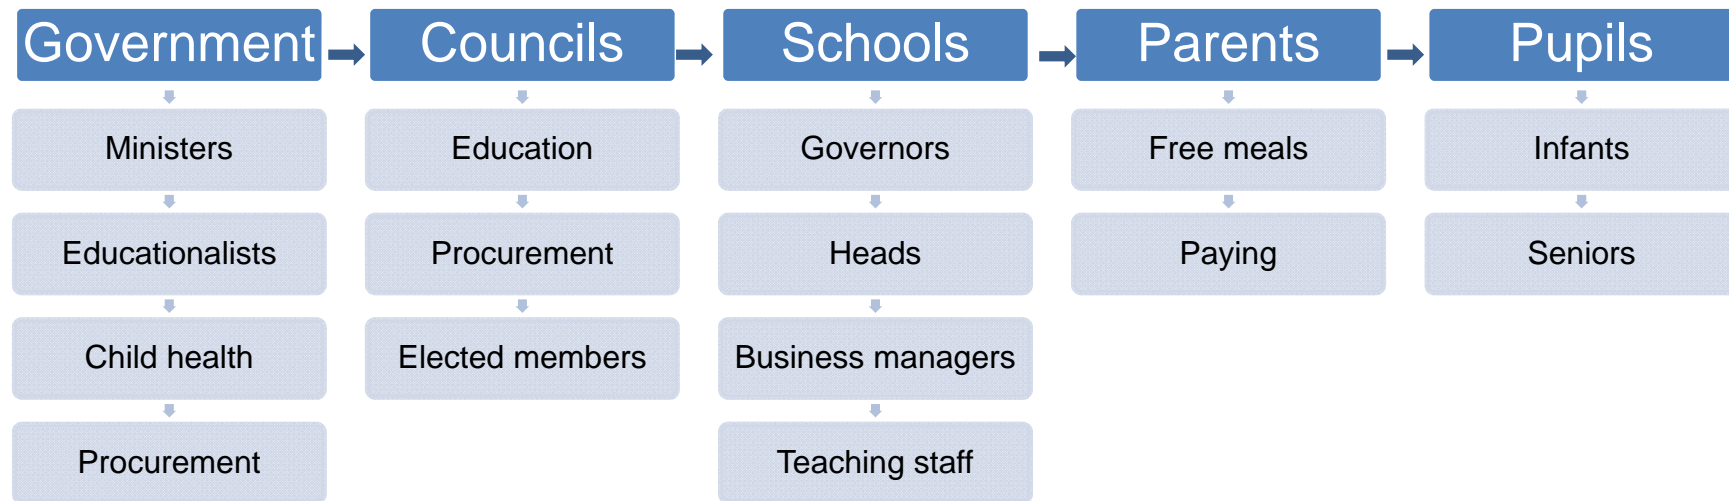 Government
Councils
Schools
Parents
Pupils
Ministers
Education
Governors
Free meals
Infants
Educationalists
Procurement
Heads
Paying
Seniors
Child health
Elected members
Business managers
Procurement
Teaching staff